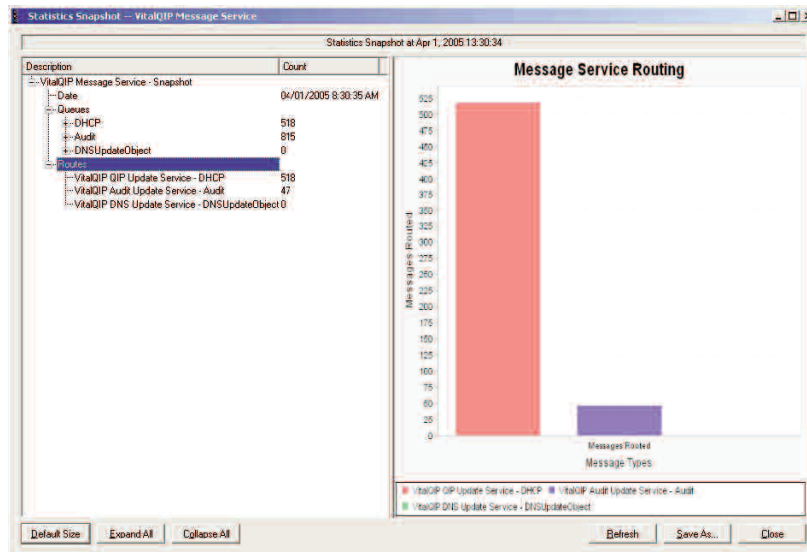 Statistics Snapshot -- VitalQIP Message Service
Statistics Snapshot at Apr 1, 2005 13:30:34
Description Count
VitalQIP Message Service - Snapshot
Date 04/01/2005 8:30:35 AM
Queues
DHCP 518
Audit 815
DNSUpdateObject 0
Routes
VitalQIP QIP Update Service - DHCP 518
VitalQIP Audit Update Service - Audit 47
VitalQIP DNS Update Service - DNSUpdateObject 0
Message Service Routing
Messages Routed
525
500
475
450
425
400
375
350
325
300
275
250
225
200
175
150
125
100
75
50
25
0
Messages Routed
Message Types
VitalQIP QIP Update Service - DHCP VitalQIP Audit Update Service - Audit
VitalQIP DNS Update Service - DNSUpdateObject
Default Size Expand All Collapse All Refresh Save As... Close